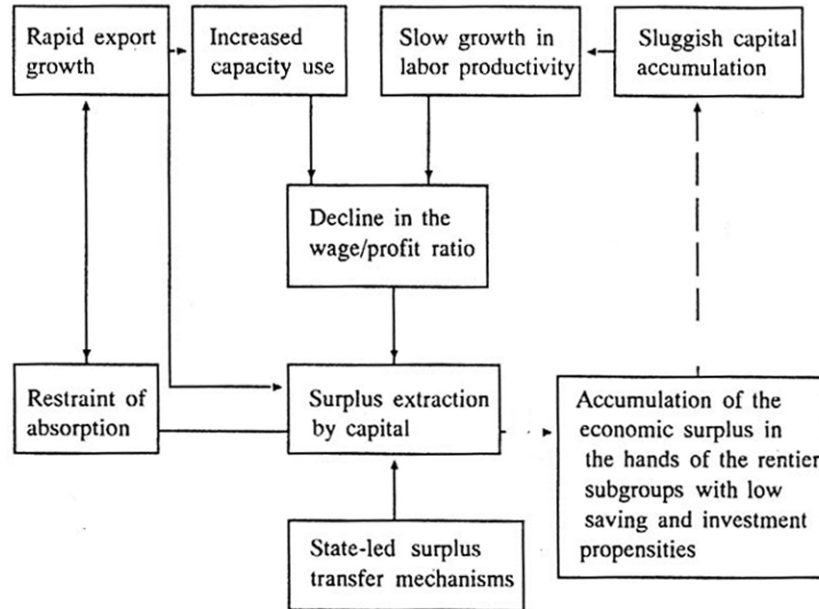 Rapid export
growth
Increased
capacity use
Slow growth in
labor productivity
Sluggish capital
accumulation
Decline in the
wage/profit ratio
Restraint of
absorption
Surplus extraction
by capital
Accumulation of the
economic surplus in
the hands of the rentier
subgroups with low
saving and investment
propensities
State-led surplus
transfer mechanisms